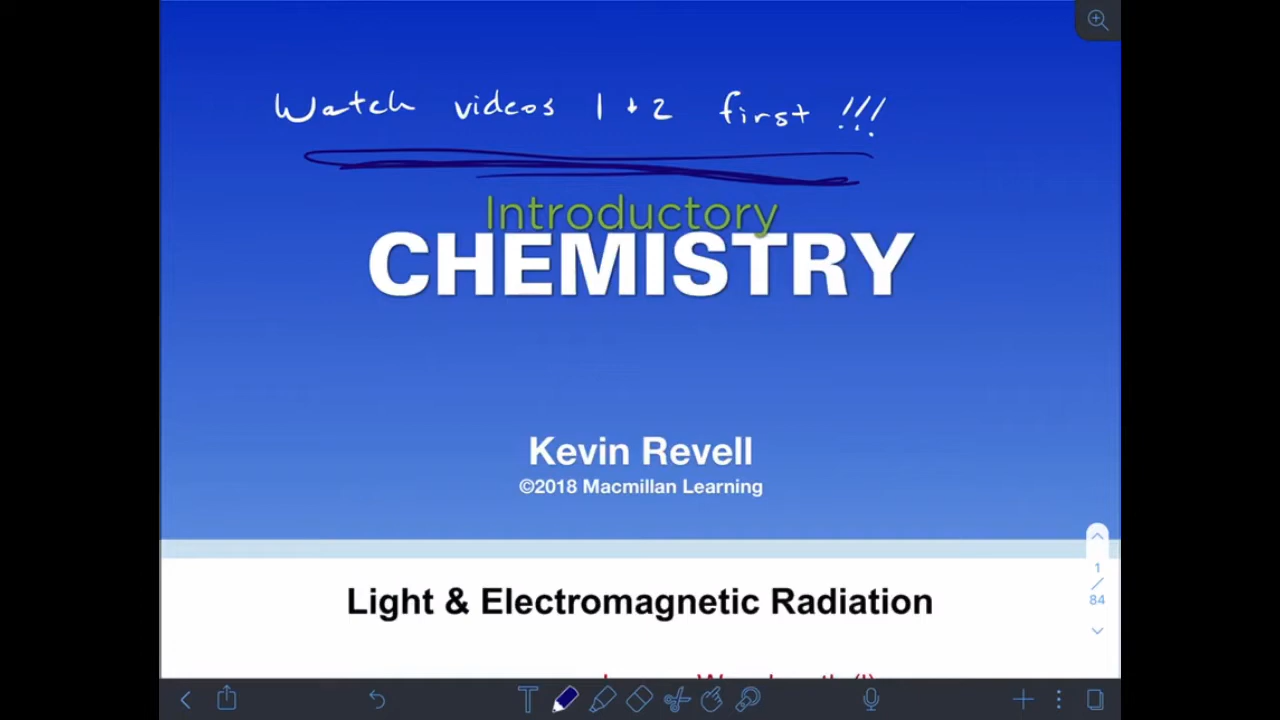 Watch videos 1 + 2 first !!!
Introductory
CHEMISTRY
Kevin Revell
©2018 Macmillan Learning
Light & Electromagnetic Radiation
1
/
84